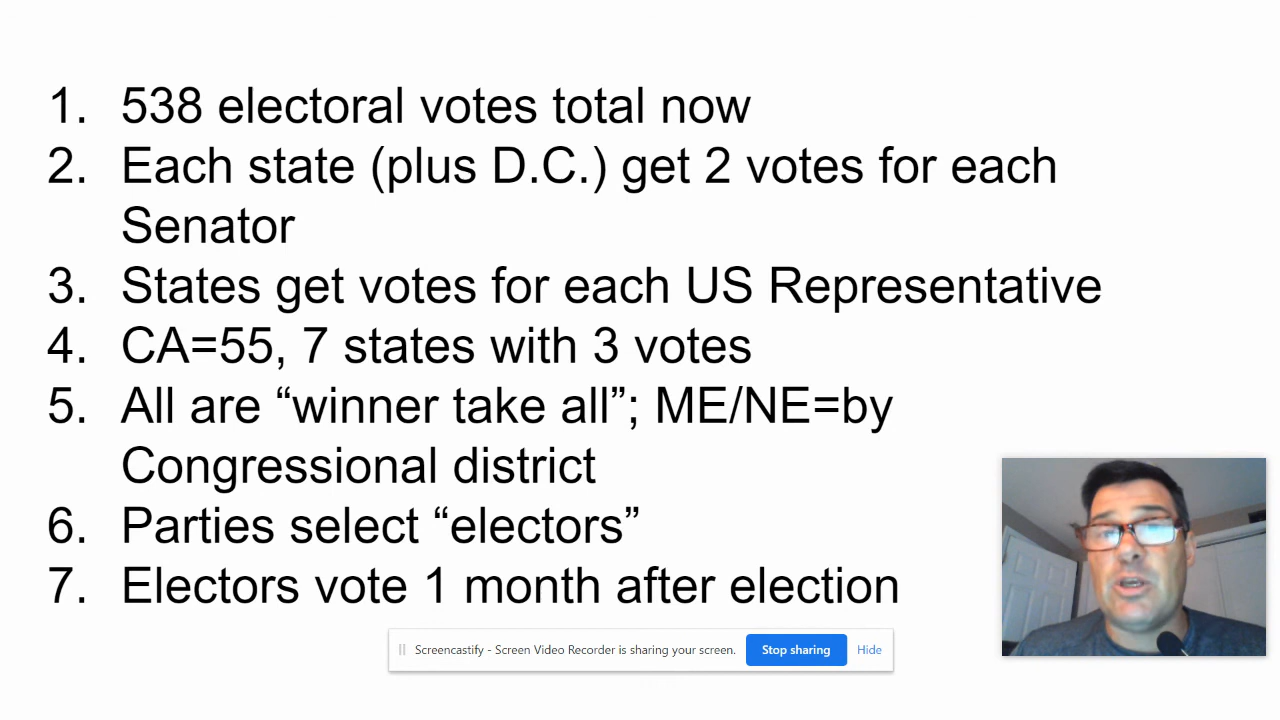 1. 538 electoral votes total now
2. Each state (plus D.C.) get 2 votes for each
Senator
3. States get votes for each US Representative
4. CA=55, 7 states with 3 votes
5. All are “winner take all”; ME/NE=by
Congressional district
6. Parties select “electors”
7. Electors vote 1 month after election
Screencastify - Screen Video Recorder is sharing your screen. Stop sharing Hide